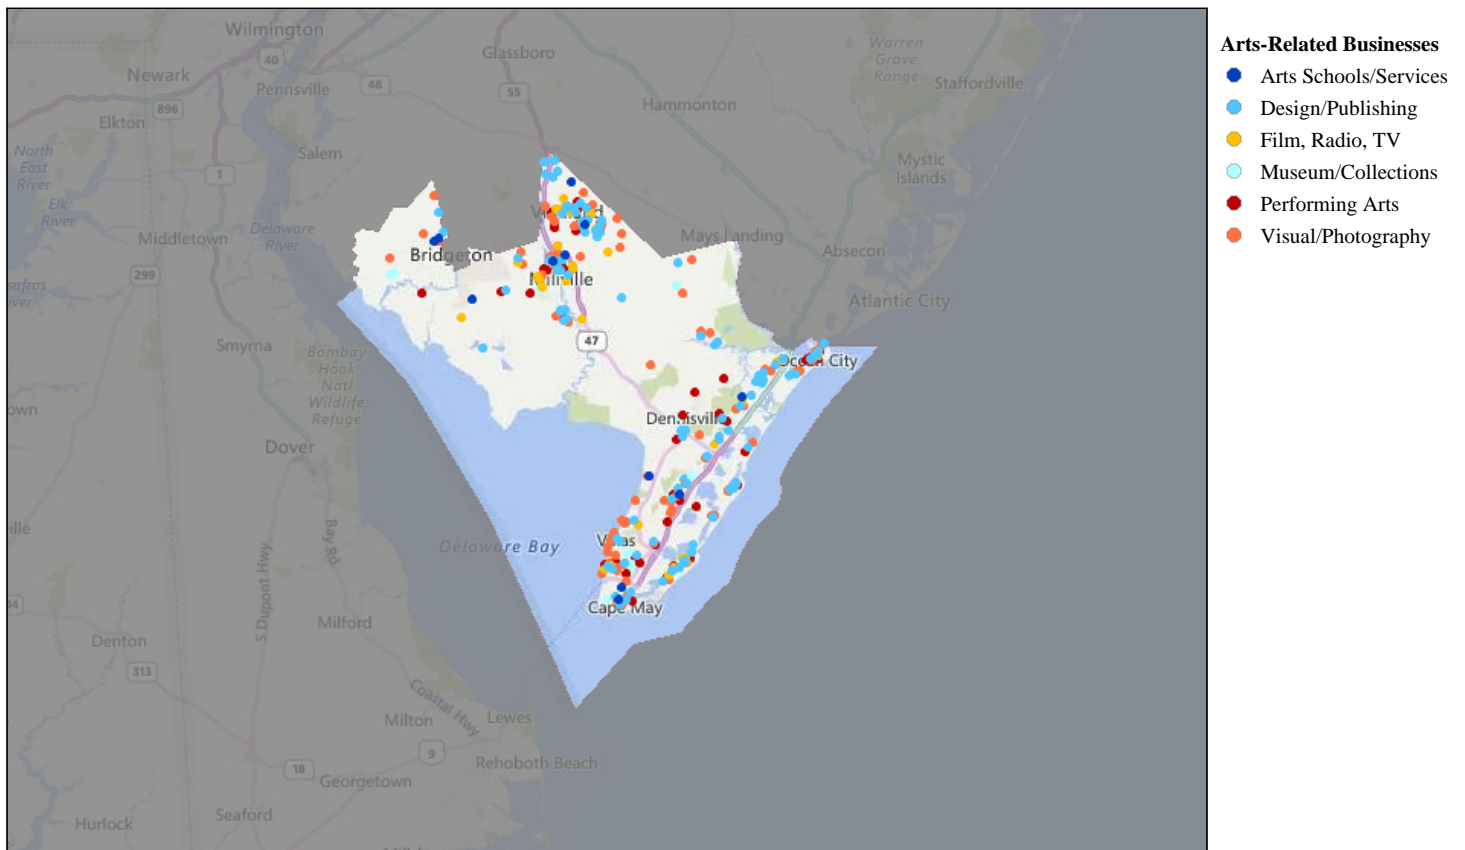 Wilmington
Glassboro
Warren
Grove
Range
40
Newark
Pennsville
48
55
Staffordville
896
Hammonton
Elkton
North
East
River
Salem
Mystic
Islands
1
Elk
River
Delaware
River
Middletown
Mays Landing
Absecon
Bridgeton
299
Millville
Atlantic City
Smyrna
47
Bombay
Hook
Natl
Wildlife
Refuge
Ocean City
own
Dennisville
Dover
ville
Bay Rd
Delaware Bay
Villas
S Dupont Hwy
Cape May
Milford
Denton
313
Coastal Hwy
Milton
Lewes
9
Rehoboth Beach
18
Georgetown
Seaford
Hurlock
Arts-Related Businesses
Arts Schools/Services
Design/Publishing
Film, Radio, TV
Museum/Collections
Performing Arts
Visual/Photography